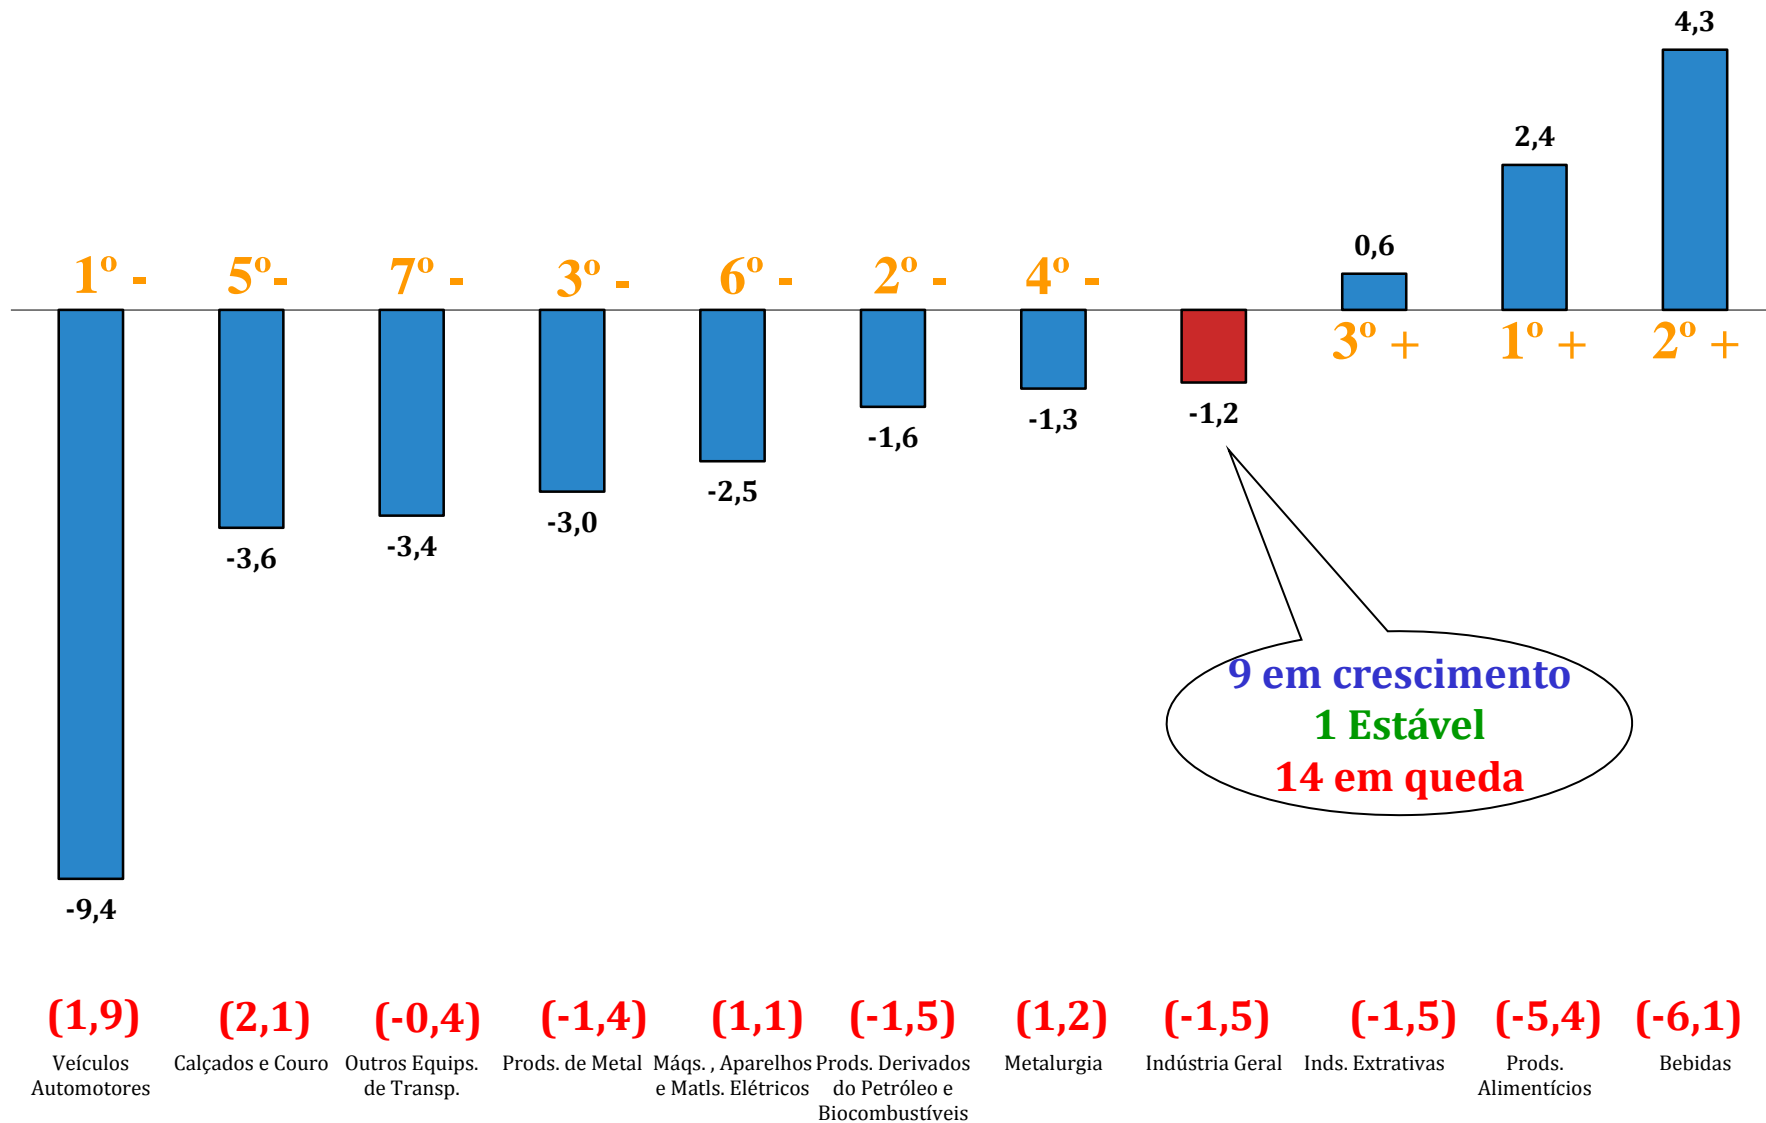 4,3
2,4
0,6
1º -
5º-
7º -
3º -
6º -
2º -
4º -
3º +
1º +
2º +
-9,4
-3,6
-3,4
-3,0
-2,5
-1,6
-1,3
-1,2
9 em crescimento
1 Estável
14 em queda
(1,9)
(2,1)
(-0,4)
(-1,4)
(1,1)
(-1,5)
(1,2)
(-1,5)
(-1,5)
(-5,4)
(-6,1)
Veículos
Automotores
Calçados e Couro
Outros Equips.
de Transp.
Prods. de Metal
Máqs. , Aparelhos
e Matls. Elétricos
Prods. Derivados
do Petróleo e
Biocombustíveis
Metalurgia
Indústria Geral
Inds. Extrativas
Prods.
Alimentícios
Bebidas